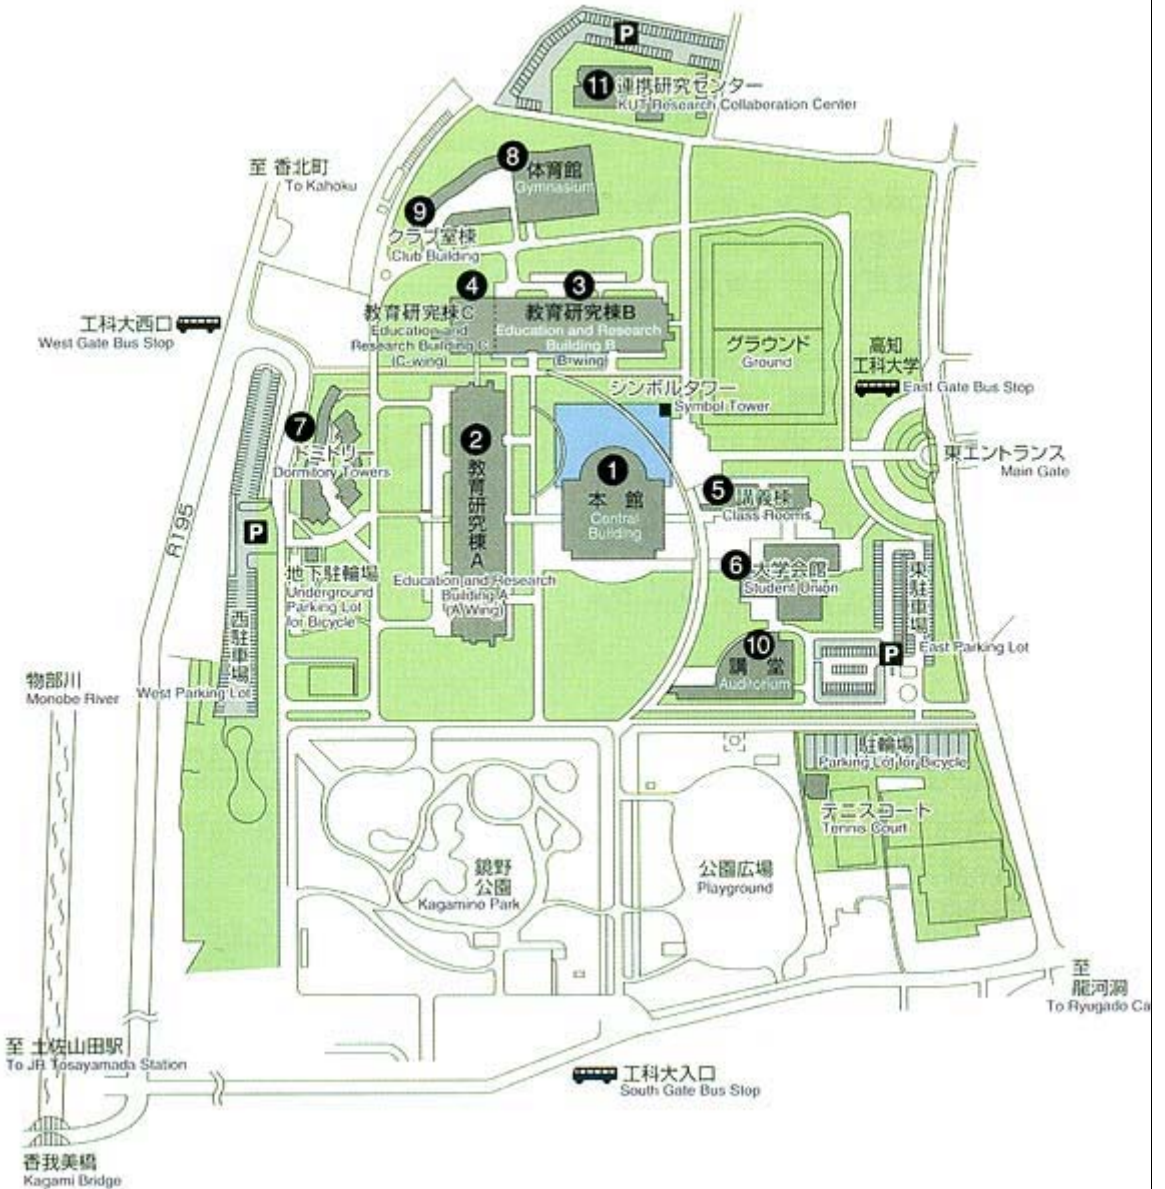 P
11
連携研究センター
KUT Research Collaboration Center
8
体育館
Gymnasium
至 香北町
To Kahoku
9
クラブ室棟
Club Building
4
教育研究棟C
Education and
Research Building C
(C-wing)
3
教育研究棟B
Education and Research
Building B
(B-wing)
工科大西口
West Gate Bus Stop
グラウンド
Ground
高知
工科大学
East Gate Bus Stop
シンボルタワー
Symbol Tower
7
ドミトリー
Dormitory Towers
2
教育研究棟A
Education and Research
Building A
(A Wing)
1
本館
Central
Building
東エントランス
Main Gate
5
講義棟
Class Rooms
R195
P
地下駐輪場
Underground
Parking Lot
for Bicycle
6
大学会館
Student Union
東駐車場
East Parking Lot
P
西駐車場
West Parking Lot
10
講堂
Auditorium
物部川
Monobe River
駐輪場
Parking Lot for Bicycle
テニスコート
Tennis Court
鏡野
公園
Kagamino Park
公園広場
Playground
至
龍河洞
To Ryugado Ca
至 土佐山田駅
To JR Tosayamada Station
工科大入口
South Gate Bus Stop
香我美橋
Kagami Bridge